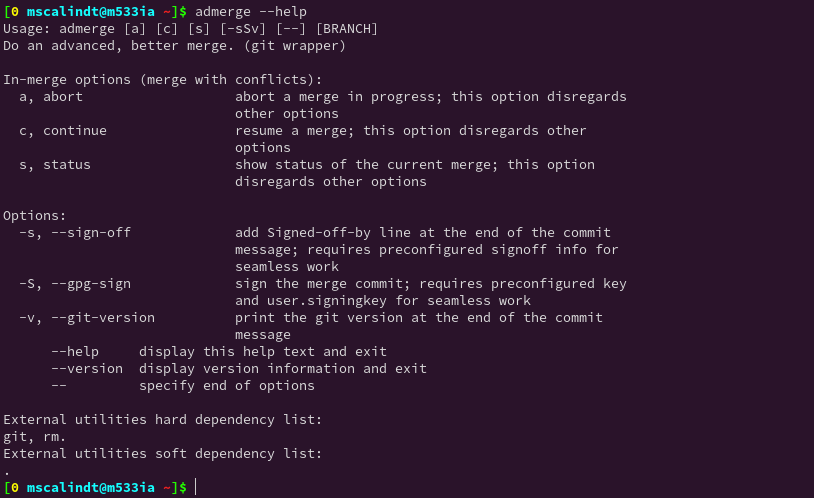 [0 mscalindt@m533ia ~]$ admerge --help
Usage: admerge [a] [c] [s] [-sSv] [--] [BRANCH]
Do an advanced, better merge. (git wrapper)

In-merge options (merge with conflicts):
  a, abort                   abort a merge in progress; this option disregards
                             other options
  c, continue                resume a merge; this option disregards other
                             options
  s, status                  show status of the current merge; this option
                             disregards other options

Options:
  -s, --sign-off             add Signed-off-by line at the end of the commit
                             message; requires preconfigured signoff info for
                             seamless work
  -S, --gpg-sign             sign the merge commit; requires preconfigured key
                             and user.signingkey for seamless work
  -v, --git-version          print the git version at the end of the commit
                             message
      --help     display this help text and exit
      --version  display version information and exit
      --         specify end of options

External utilities hard dependency list:
git, rm.
External utilities soft dependency list:
.
[0 mscalindt@m533ia ~]$